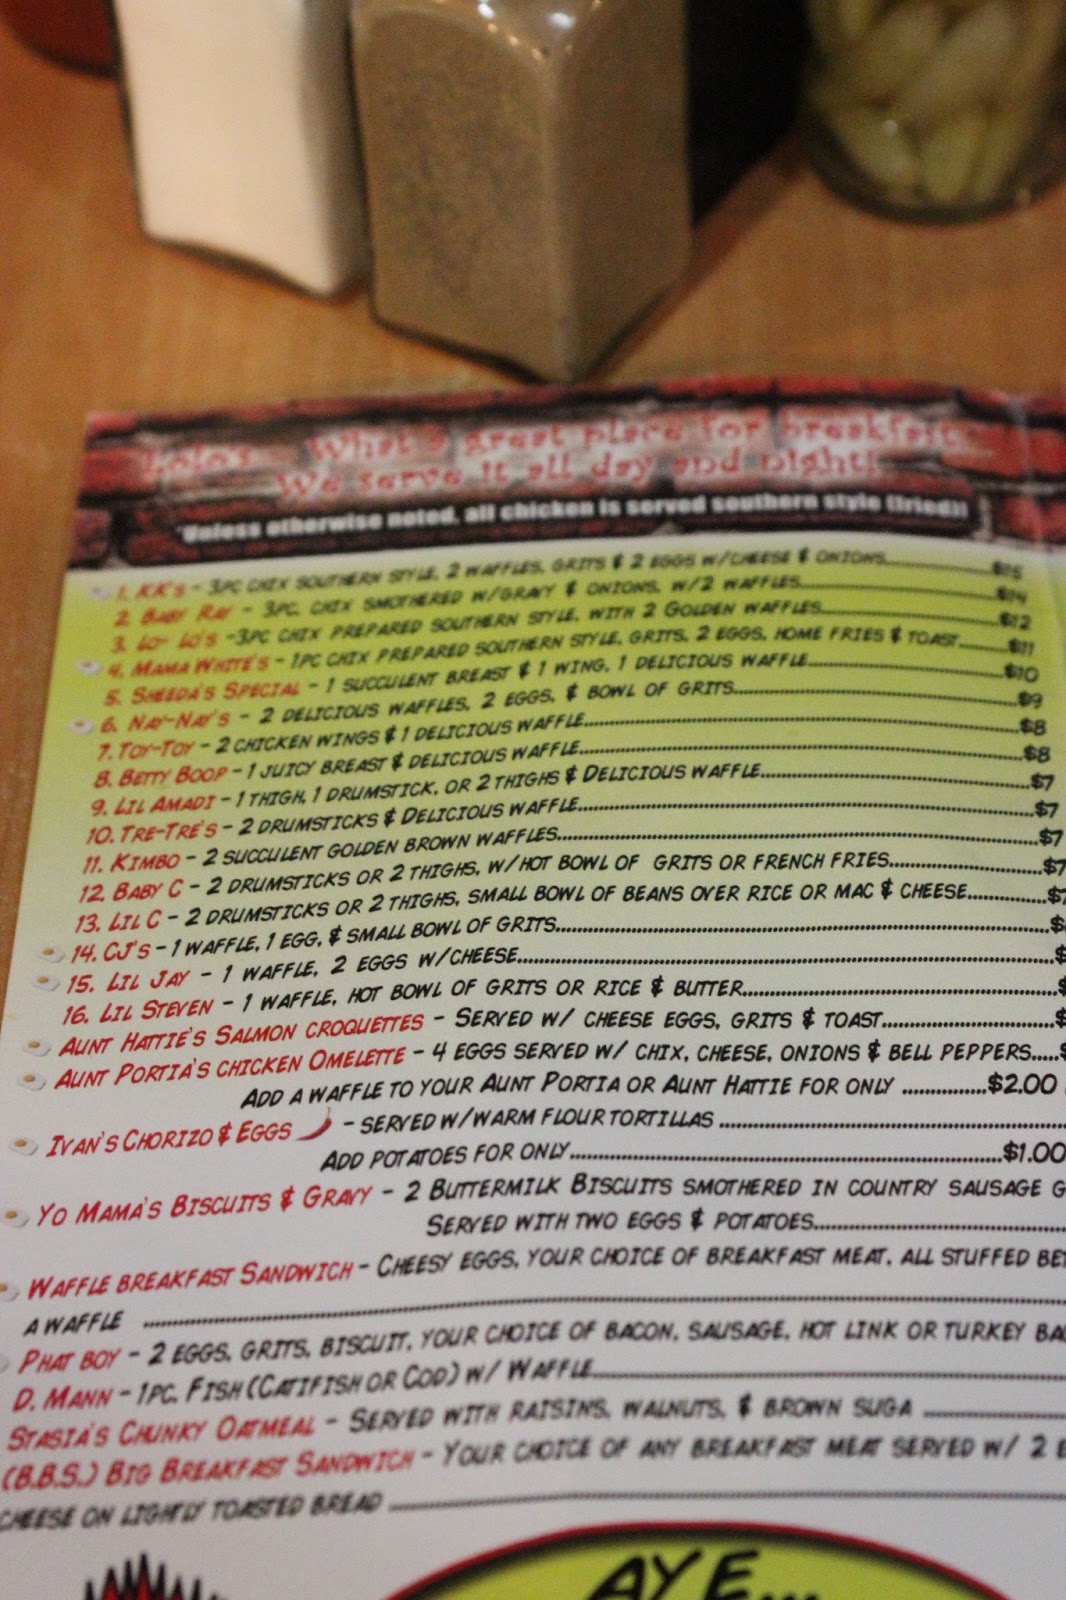 Lolo's... What a great place for breakfast...
We serve it all day and night!
*Unless otherwise noted, all chicken is served southern style (fried)!
1. KK's - 3pc chix southern style, 2 waffles, grits & 2 eggs w/cheese & onions...$15
2. Baby Ray - 3pc. chix smothered w/gravy & onions, w/2 waffles...$14
3. Lo- Lo's -3pc chix prepared southern style, with 2 Golden waffles...$12
4. Mama White's - 1pc chix prepared southern style, grits, 2 eggs, home fries & toast...$11
5. Sheeda's Special - 1 succulent breast & 1 wing, 1 delicious waffle...$10
6. Nay-Nay's - 2 delicious waffles, 2 eggs, & bowl of grits...$9
7. Toy-Toy - 2 chicken wings & 1 delicious waffle...$8
8. Betty Boop - 1 juicy breast & delicious waffle...$8
9. Lil Amadi - 1 thigh, 1 drumstick, or 2 thighs & Delicious waffle...$7
10. Tre-Tre's - 2 drumsticks & Delicious waffle...$7
11. Kimbo - 2 succulent golden brown waffles...$7
12. Baby C - 2 drumsticks or 2 thighs, w/hot bowl of grits or french fries...$7
13. Lil C - 2 drumsticks or 2 thighs, small bowl of beans over rice or mac & cheese...$7
14. CJ's - 1 waffle, 1 egg, & small bowl of grits...$
15. Lil Jay - 1 waffle, 2 eggs w/cheese...$
16. Lil Steven - 1 waffle, hot bowl of grits or rice & butter...$
Aunt Hattie's Salmon croquettes - Served w/ cheese eggs, grits & toast...$
Aunt Portia's chicken Omelette - 4 eggs served w/ chix, cheese, onions & bell peppers...$
Add a waffle to your Aunt Portia or Aunt Hattie for only ...$2.00
Ivan's Chorizo & Eggs - served w/warm flour tortillas ...
Add potatoes for only...$1.00
Yo Mama's Biscuits & Gravy - 2 Buttermilk Biscuits smothered in country sausage g
Served with two eggs & potatoes...
Waffle breakfast Sandwich - Cheesy eggs, your choice of breakfast meat, all stuffed be
a waffle ...
Phat boy - 2 eggs, grits, biscuit, your choice of bacon, sausage, hot link or turkey ba
D. Mann - 1pc. Fish (Catifish or Cod) w/ Waffle...
Stasia's Chunky Oatmeal - Served with raisins, walnuts, & brown suga ...
(B.B.S.) Big Breakfast Sandwich - Your choice of any breakfast meat served w/ 2 e
cheese on lightly toasted bread ...
AYE...